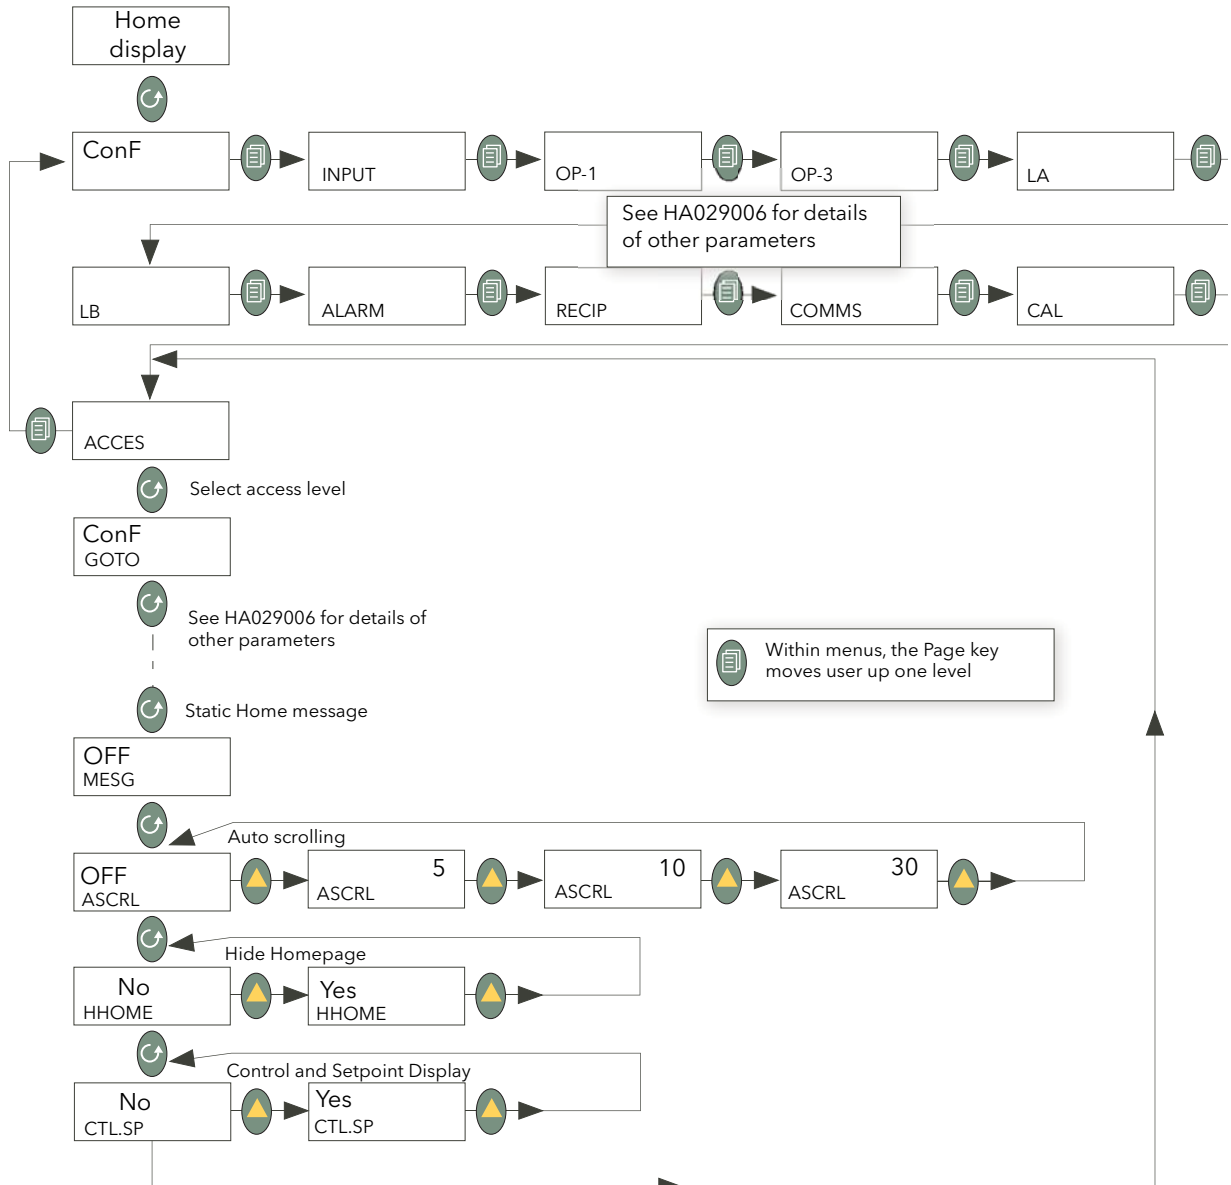 Home
display
ConF
INPUT
OP-1
OP-3
LA
See HA029006 for details
of other parameters
LB
ALARM
RECIP
COMMS
CAL
ACCES
Select access level
ConF
GOTO
See HA029006 for details of
other parameters
Within menus, the Page key
moves user up one level
Static Home message
OFF
MESG
Auto scrolling
OFF
ASCRL
5
ASCRL
10
ASCRL
30
ASCRL
Hide Homepage
No
HHOME
Yes
HHOME
Control and Setpoint Display
No
CTL.SP
Yes
CTL.SP